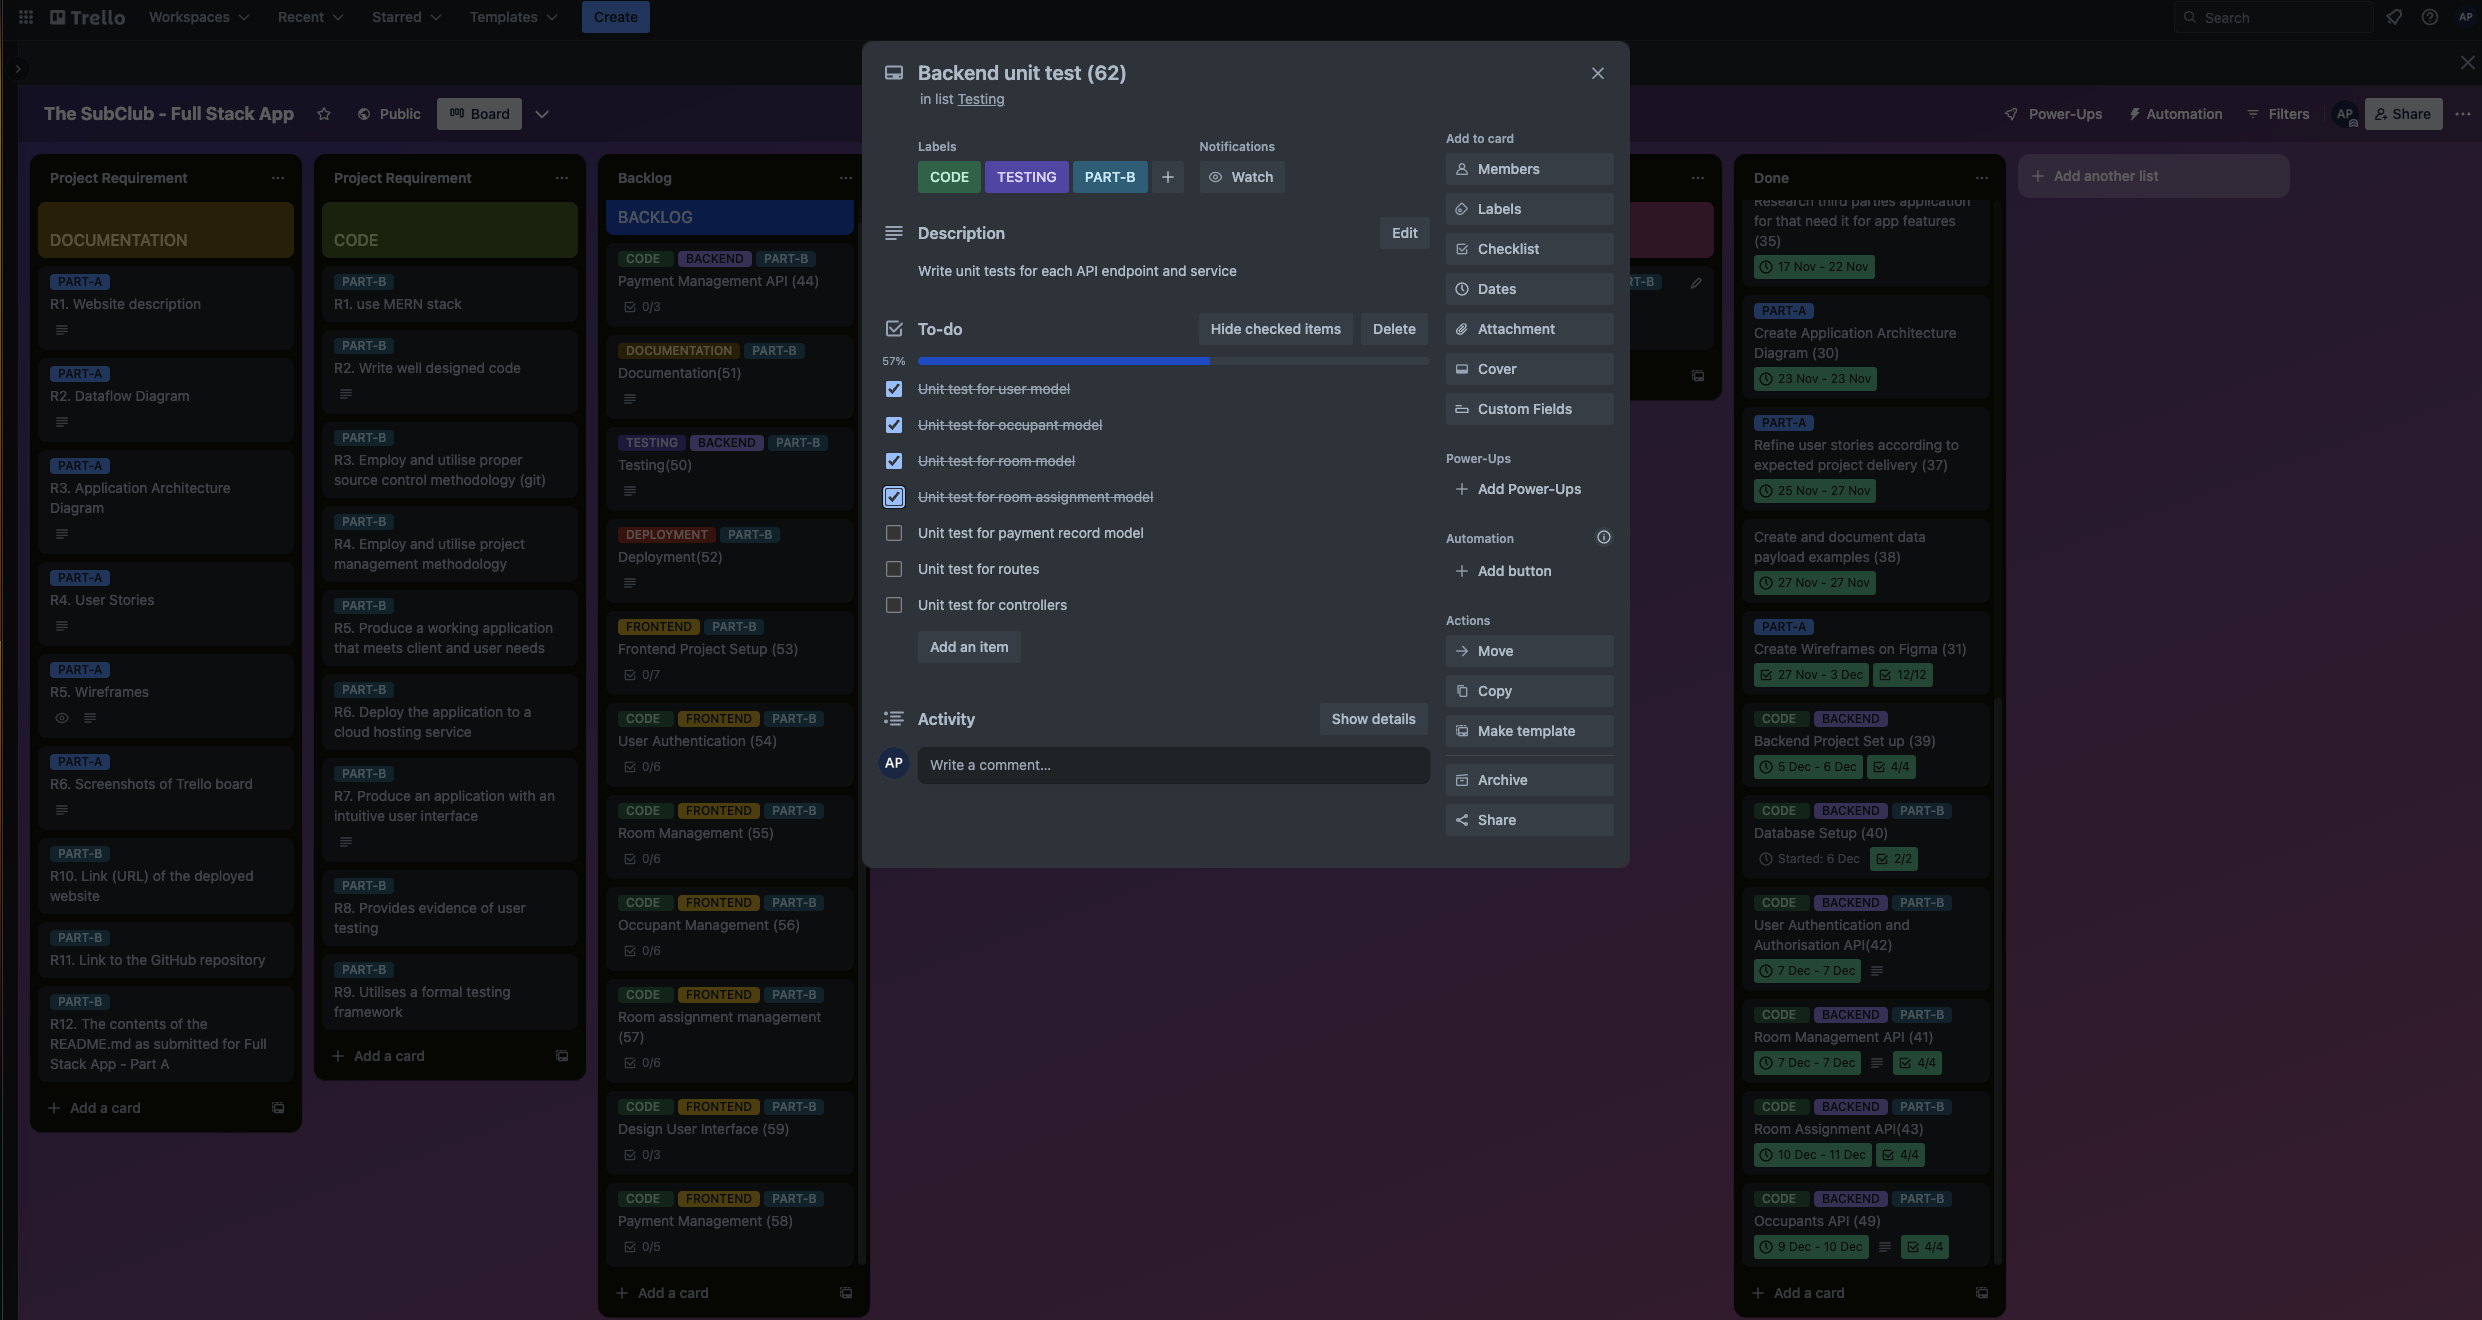 Trello
Workspaces
Recent
Starred
Templates
Create
Search
AP
The SubClub - Full Stack App
Public
Board
Power-Ups
Automation
Filters
AP
Share
Project Requirement
DOCUMENTATION
PART-A
R1. Website description
PART-A
R2. Dataflow Diagram
PART-A
R3. Application Architecture
Diagram
PART-A
R4. User Stories
PART-A
R5. Wireframes
PART-A
R6. Screenshots of Trello board
PART-B
R10. Link (URL) of the deployed
website
PART-B
R11. Link to the GitHub repository
PART-B
R12. The contents of the
README.md as submitted for Full
Stack App - Part A
Add a card
Project Requirement
CODE
PART-B
R1. use MERN stack
PART-B
R2. Write well designed code
PART-B
R3. Employ and utilise proper
source control methodology (git)
PART-B
R4. Employ and utilise project
management methodology
PART-B
R5. Produce a working application
that meets client and user needs
PART-B
R6. Deploy the application to a
cloud hosting service
PART-B
R7. Produce an application with an
intuitive user interface
PART-B
R8. Provides evidence of user
testing
PART-B
R9. Utilises a formal testing
framework
Add a card
Backlog
BACKLOG
CODE BACKEND PART-B
Payment Management API (44)
0/3
DOCUMENTATION PART-B
Documentation(51)
TESTING BACKEND PART-B
Testing(50)
DEPLOYMENT PART-B
Deployment(52)
FRONTEND PART-B
Frontend Project Setup (53)
0/7
CODE FRONTEND PART-B
User Authentication (54)
0/6
CODE FRONTEND PART-B
Room Management (55)
0/6
CODE FRONTEND PART-B
Occupant Management (56)
0/6
CODE FRONTEND PART-B
Room assignment management
(57)
0/6
CODE FRONTEND PART-B
Design User Interface (59)
0/3
CODE FRONTEND PART-B
Payment Management (58)
0/5
Add a card
Backend unit test (62)
in list Testing
Labels
CODE TESTING PART-B
Notifications
Watch
Description
Edit
Write unit tests for each API endpoint and service
To-do
Hide checked items
Delete
57%
Unit test for user model
Unit test for occupant model
Unit test for room model
Unit test for room assignment model
Unit test for payment record model
Unit test for routes
Unit test for controllers
Add an item
Activity
Show details
AP
Write a comment...
Add to card
Members
Labels
Checklist
Dates
Attachment
Cover
Custom Fields
Power-Ups
Add Power-Ups
Automation
Add button
Actions
Move
Copy
Make template
Archive
Share
RT-B
Done
Research third parties application
for that need it for app features
(35)
17 Nov - 22 Nov
PART-A
Create Application Architecture
Diagram (30)
23 Nov - 23 Nov
PART-A
Refine user stories according to
expected project delivery (37)
25 Nov - 27 Nov
Create and document data
payload examples (38)
27 Nov - 27 Nov
PART-A
Create Wireframes on Figma (31)
27 Nov - 3 Dec 12/12
CODE BACKEND
Backend Project Set up (39)
5 Dec - 6 Dec 4/4
CODE BACKEND PART-B
Database Setup (40)
Started: 6 Dec 2/2
CODE BACKEND PART-B
User Authentication and
Authorisation API(42)
7 Dec - 7 Dec
CODE BACKEND PART-B
Room Management API (41)
7 Dec - 7 Dec 4/4
CODE BACKEND PART-B
Room Assignment API(43)
10 Dec - 11 Dec 4/4
CODE BACKEND PART-B
Occupants API (49)
9 Dec - 10 Dec 4/4
Add a card
Add another list